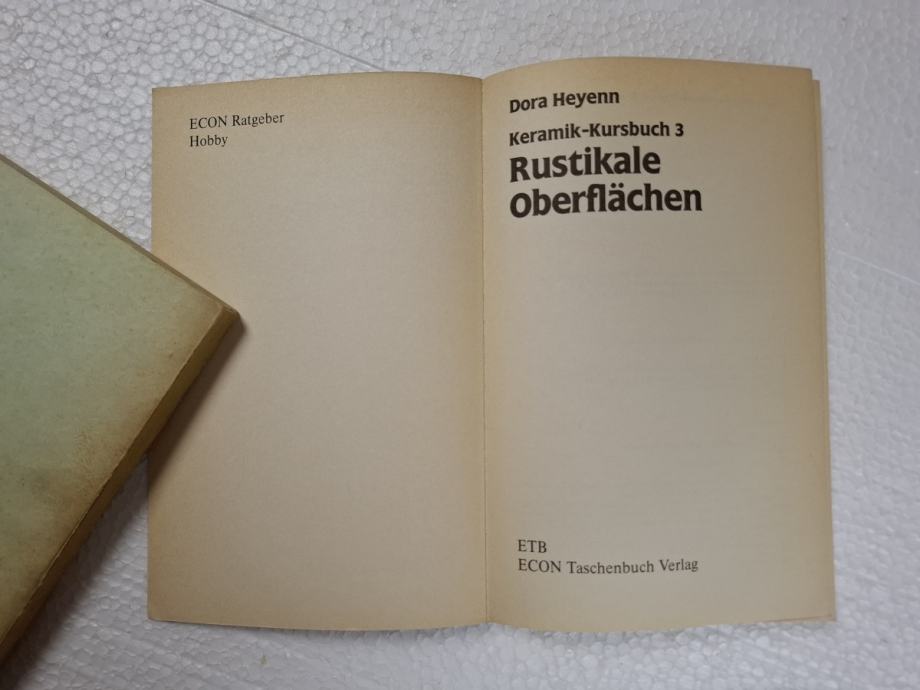 ECON Ratgeber
Hobby
Dora Heyenn
Keramik-Kursbuch 3
Rustikale
Oberflächen
ETB
ECON Taschenbuch Verlag